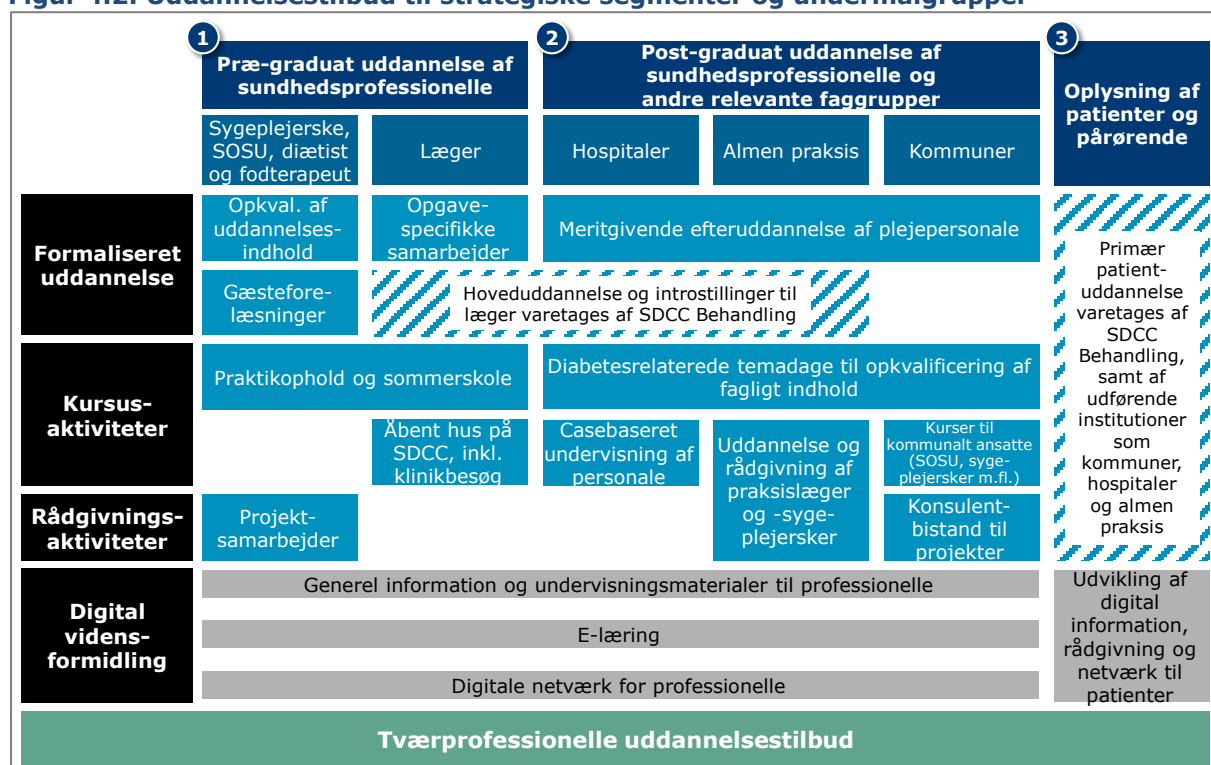 Figur 4.2: Uddannelsestilbud til strategiske segmenter og undermålgrupper
1
2
3
Præ-graduat uddannelse af
sundhedsprofessionelle
Post-graduat uddannelse af
sundhedsprofessionelle og
andre relevante faggrupper
Oplysning af
patienter og
pårørende
Sygeplejerske,
SOSU, diætist
og fodterapeut
Læger
Hospitaler
Almen praksis
Kommuner
Formaliseret
uddannelse
Opkval. af
uddannelses-
indhold
Opgave-
specifikke
samarbejder
Meritgivende efteruddannelse af plejepersonale
Gæstefore-
læsninger
Hoveduddannelse og introstillinger til
læger varetages af SDCC Behandling
Primær
patient-
uddannelse
varetages af
SDCC
Behandling,
samt af
udførende
institutioner
som
kommuner,
hospitaler
og almen
praksis
Kursus-
aktiviteter
Praktikophold og sommerskole
Diabetesrelaterede temadage til opkvalificering af
fagligt indhold
Åbent hus på
SDCC, inkl.
klinikbesøg
Casebaseret
undervisning af
personale
Uddannelse og
rådgivning af
praksislæger
og -syge-
plejersker
Kurser til
kommunalt ansatte
(SOSU, syge-
plejersker m.fl.)
Rådgivnings-
aktiviteter
Projekt-
samarbejder
Konsulent-
bistand til
projekter
Digital
videns-
formidling
Generel information og undervisningsmaterialer til professionelle
E-læring
Digitale netværk for professionelle
Udvikling af
digital
information,
rådgivning og
netværk til
patienter
Tværprofessionelle uddannelsestilbud